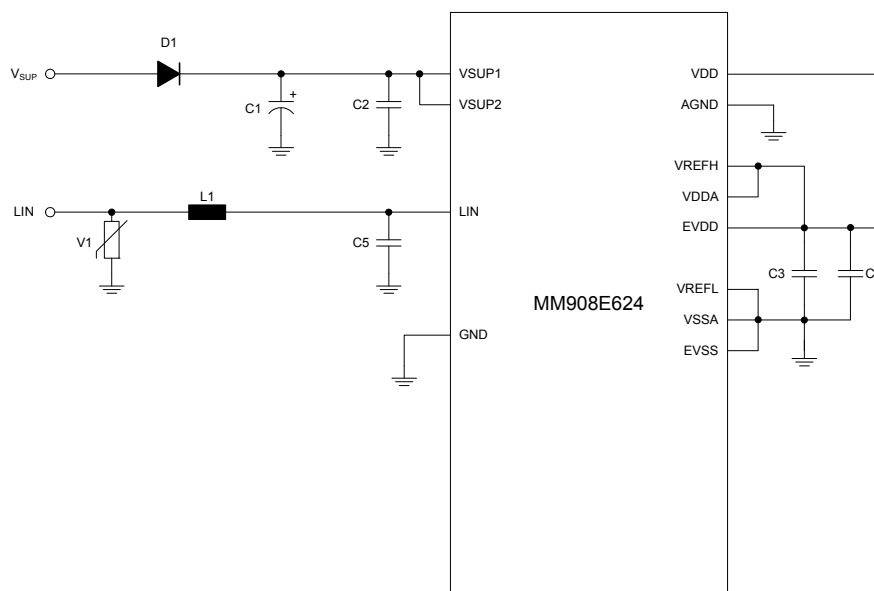 D1
VSUP
VSUP1
VDD
+
C1
C2
VSUP2
AGND
VREFH
L1
VDDA
LIN
LIN
EVDD
V1
C5
C3
C
VREFL
MM908E624
VSSA
GND
EVSS